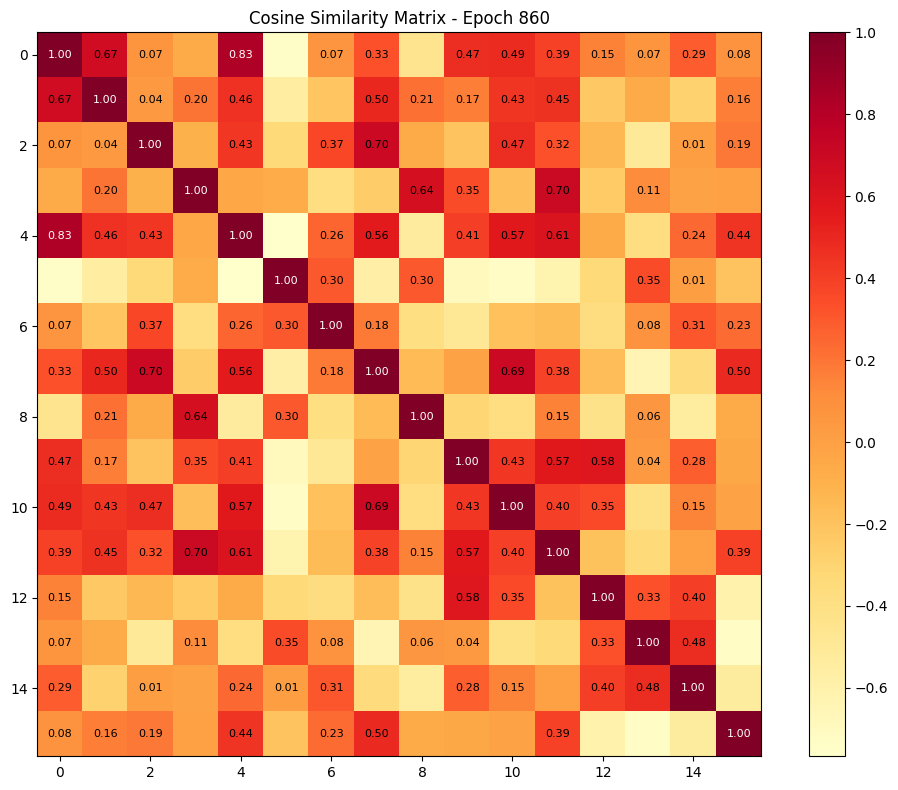 Cosine Similarity Matrix - Epoch 860
0 1.00 0.67 0.07 0.83 0.07 0.33 0.47 0.49 0.39 0.15 0.07 0.29 0.08
0.67 1.00 0.04 0.20 0.46 0.50 0.21 0.17 0.43 0.45 0.16
2 0.07 0.04 1.00 0.43 0.37 0.70 0.47 0.32 0.01 0.19
0.20 1.00 0.64 0.35 0.70 0.11
4 0.83 0.46 0.43 1.00 0.26 0.56 0.41 0.57 0.61 0.24 0.44
1.00 0.30 0.30 0.35 0.01
6 0.07 0.37 0.26 0.30 1.00 0.18 0.08 0.31 0.23
0.33 0.50 0.70 0.56 0.18 1.00 0.69 0.38 0.50
8 0.21 0.64 0.30 1.00 0.15 0.06
0.47 0.17 0.35 0.41 1.00 0.43 0.57 0.58 0.04 0.28
10 0.49 0.43 0.47 0.57 0.69 0.43 1.00 0.40 0.35 0.15
0.39 0.45 0.32 0.70 0.61 0.38 0.15 0.57 0.40 1.00 0.39
12 0.15 0.58 0.35 1.00 0.33 0.40
0.07 0.11 0.35 0.08 0.06 0.04 0.33 1.00 0.48
14 0.29 0.01 0.24 0.01 0.31 0.28 0.15 0.40 0.48 1.00
0.08 0.16 0.19 0.44 0.23 0.50 0.39 1.00
0 2 4 6 8 10 12 14
1.0
0.8
0.6
0.4
0.2
0.0
−0.2
−0.4
−0.6